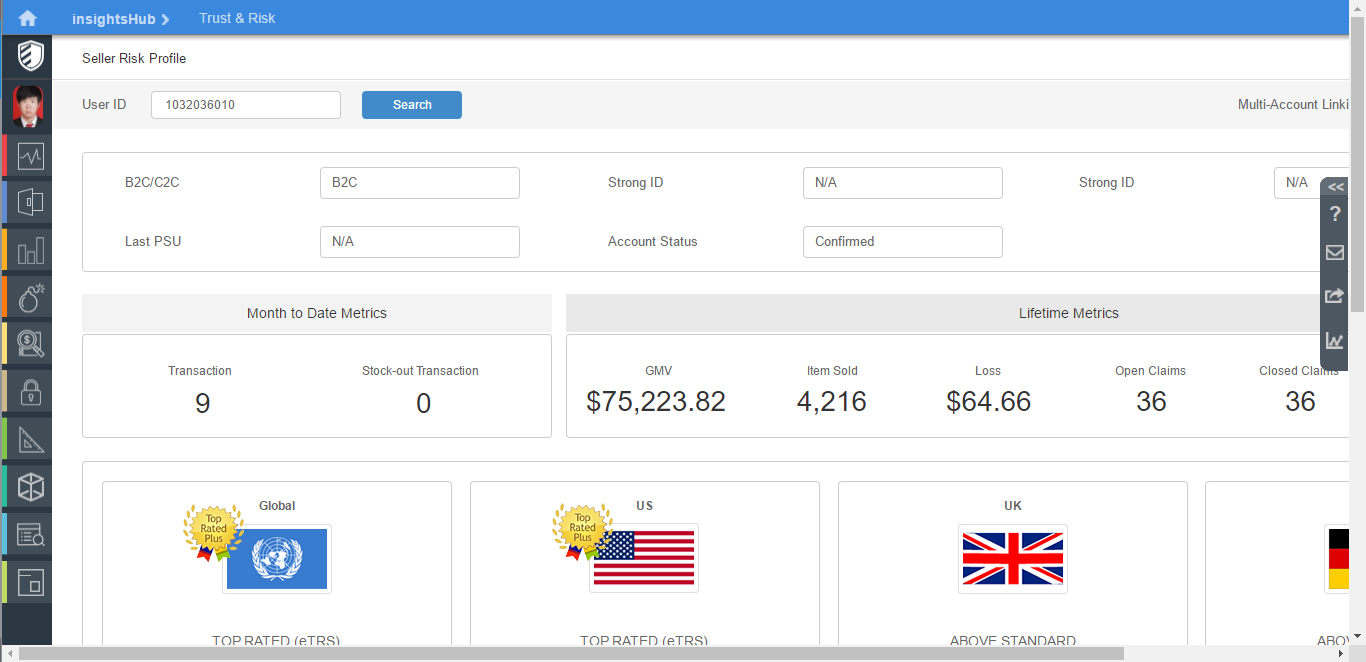 insightsHub Trust & Risk
Seller Risk Profile
User ID 1032036010 Search Multi-Account Linki
B2C/C2C B2C Strong ID N/A Strong ID N/A
<<
?
Last PSU N/A Account Status Confirmed
Month to Date Metrics Lifetime Metrics
Transaction Stock-out Transaction GMV Item Sold Loss Open Claims Closed Claims
9 0 $75,223.82 4,216 $64.66 36 36
Global US UK
Top Rated Plus Top Rated Plus
TOP RATED (eTRS) TOP RATED (eTRS) ABOVE STANDARD ABOV